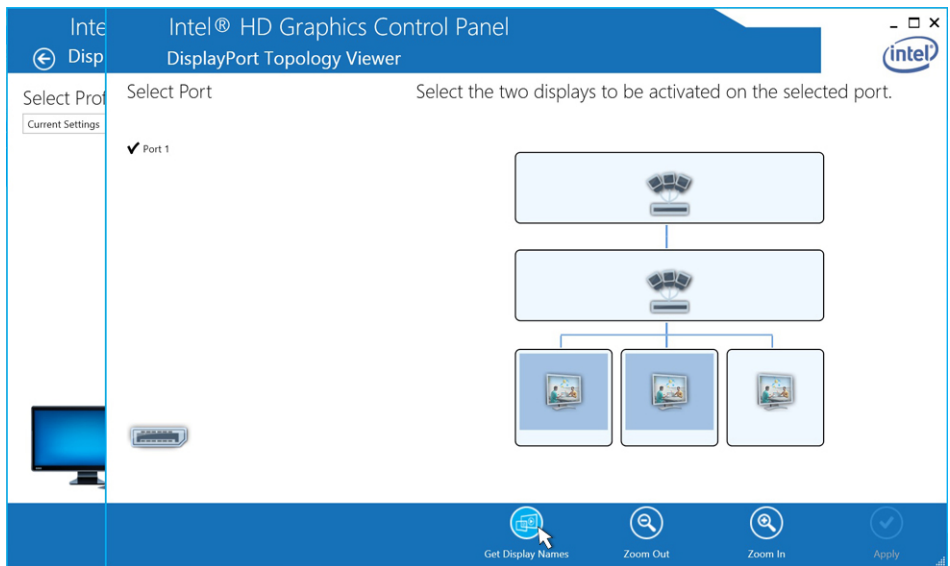 Inte
Disp
Select Prof
Current Settings
Intel® HD Graphics Control Panel
DisplayPort Topology Viewer
intel
Select Port
Select the two displays to be activated on the selected port.
Port 1
Get Display Names
Zoom Out
Zoom In
Apply